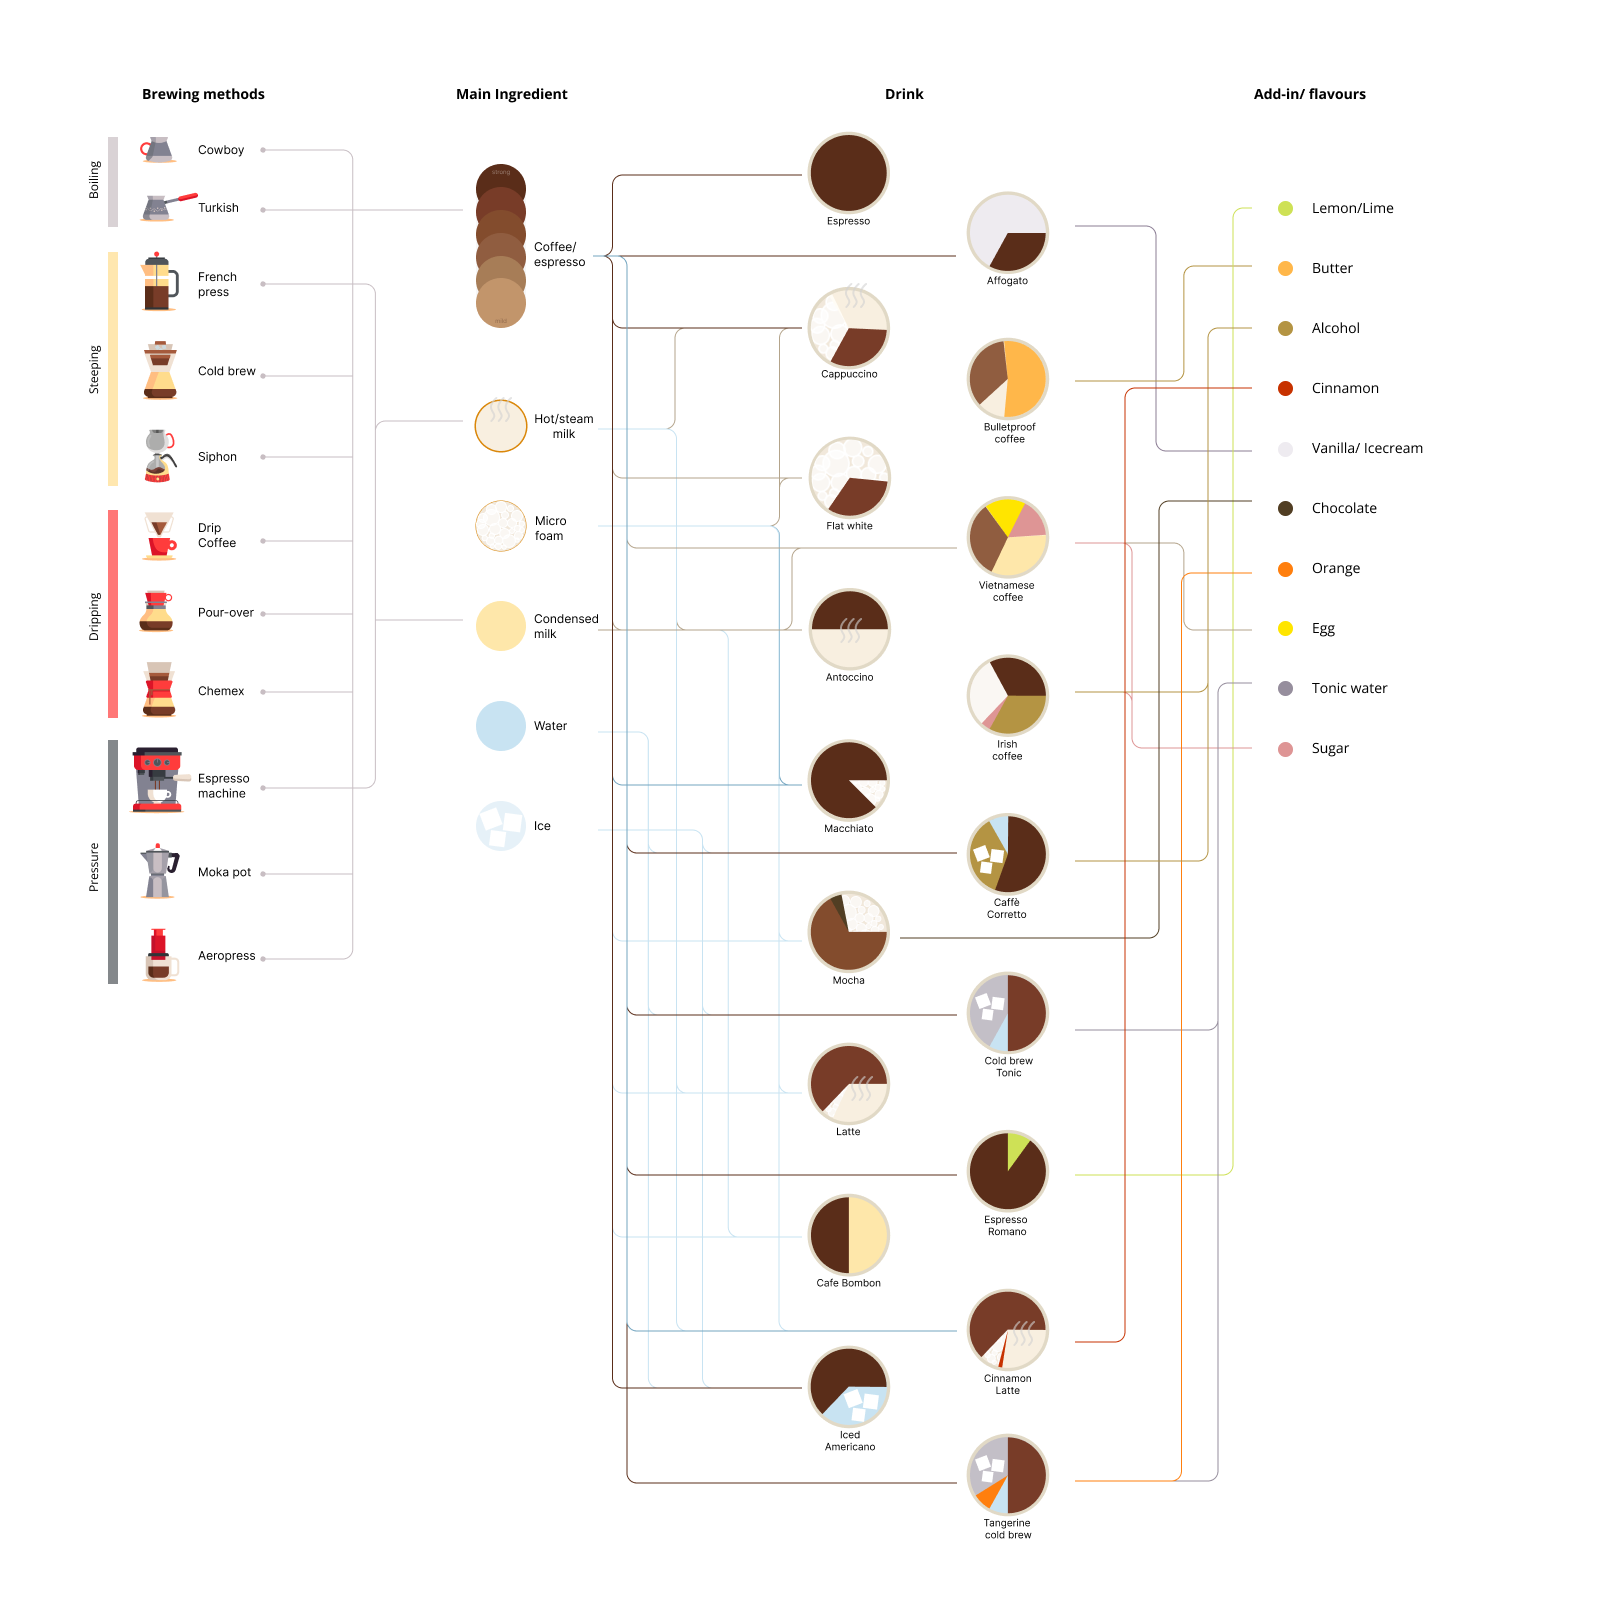 Brewing methods
Main Ingredient
Drink
Add-in/ flavours
Boiling
Cowboy
Turkish
Steeping
French
press
Cold brew
Siphon
Dripping
Drip
Coffee
Pour-over
Chemex
Pressure
Espresso
machine
Moka pot
Aeropress
strong
Coffee/
espresso
mild
Hot/steam
milk
Micro
foam
Condensed
milk
Water
Ice
Espresso
Cappuccino
Flat white
Antoccino
Macchiato
Mocha
Latte
Cafe Bombon
Iced
Americano
Affogato
Bulletproof
coffee
Vietnamese
coffee
Irish
coffee
Caffè
Corretto
Cold brew
Tonic
Espresso
Romano
Cinnamon
Latte
Tangerine
cold brew
Lemon/Lime
Butter
Alcohol
Cinnamon
Vanilla/ Icecream
Chocolate
Orange
Egg
Tonic water
Sugar